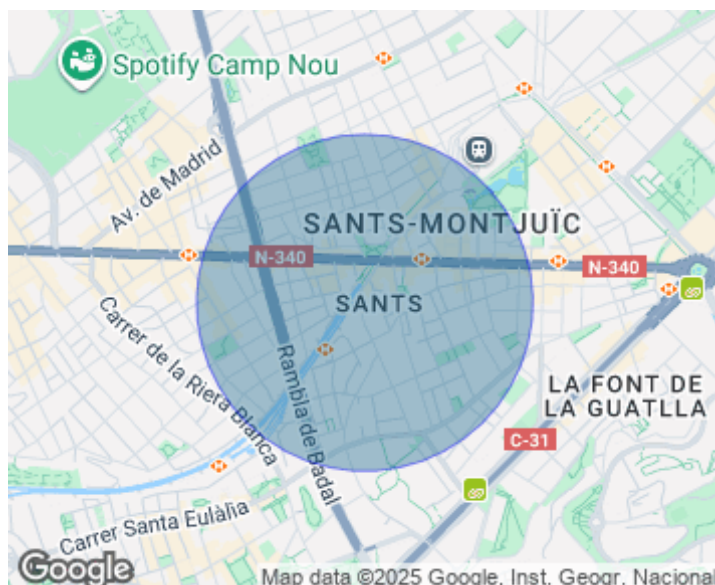 Spotify Camp Nou
Av. de Madrid
SANTS-MONTJUÏC
N-340
N-340
SANTS
Carrer de la Riera Blanca
Rambla de Badal
LA FONT DE
LA GUATLLA
C-31
Carrer Santa Eulàlia
Google
Map data ©2025 Google, Inst. Geogr. Nacional